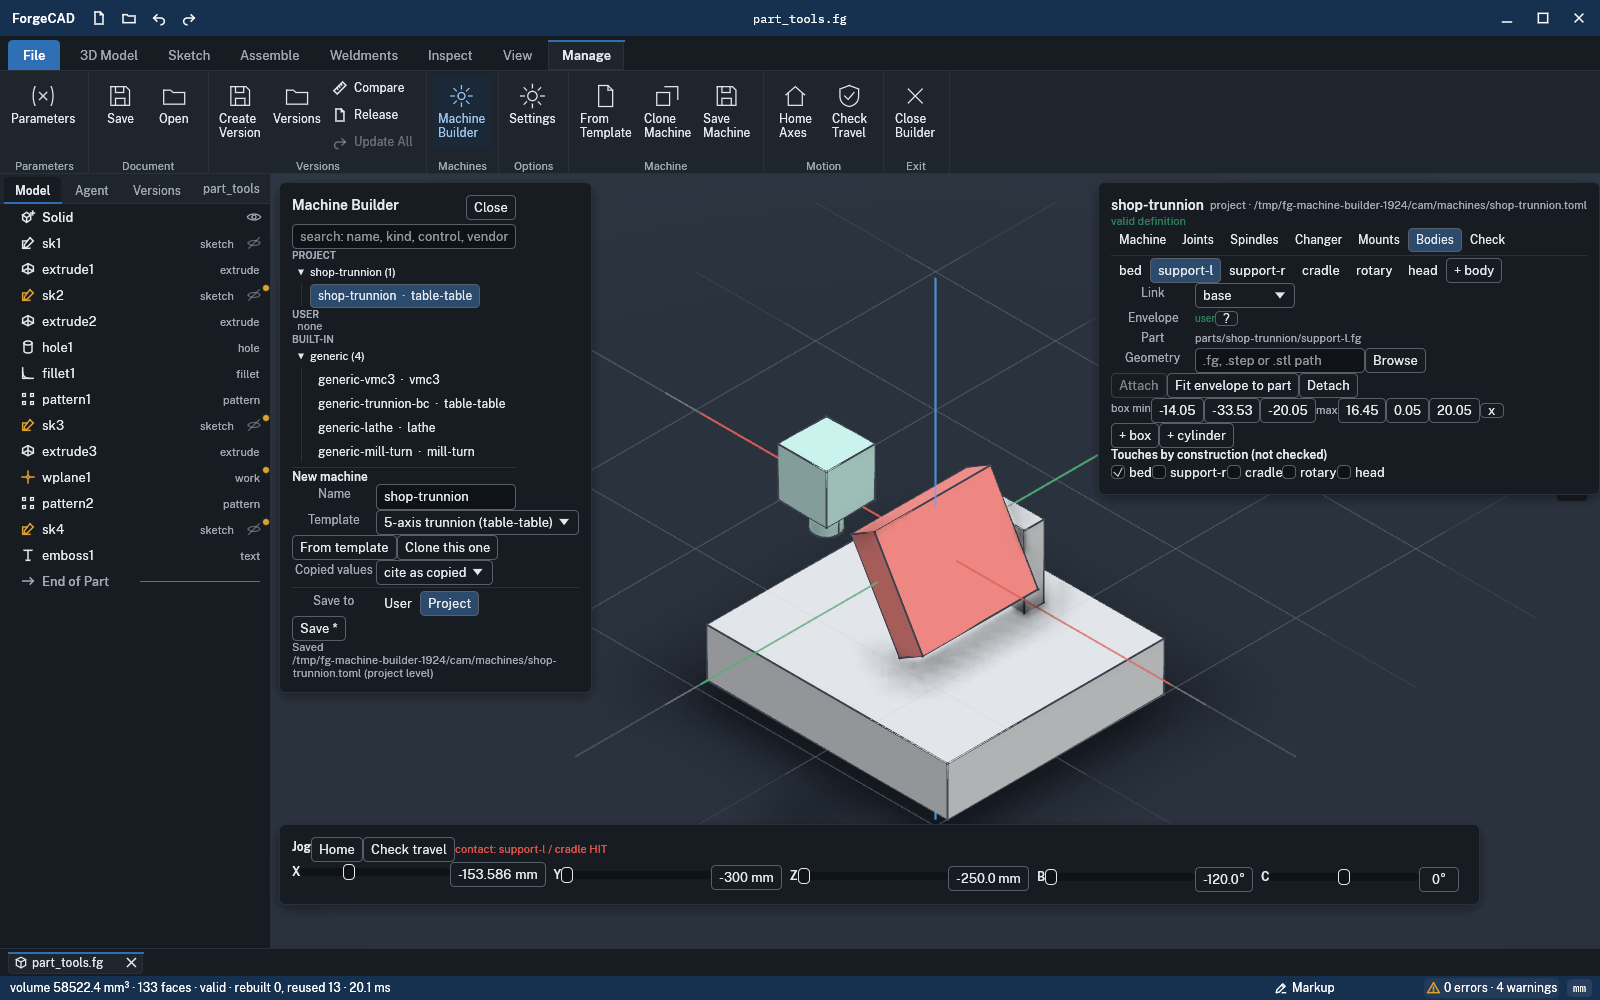 ForgeCAD
part_tools.fg
File 3D Model Sketch Assemble Weldments Inspect View Manage
Parameters
Save
Open
Create Version
Versions
Compare
Release
Update All
Machine Builder
Settings
From Template
Clone Machine
Save Machine
Home Axes
Check Travel
Close Builder
Parameters Document Versions Machines Options Machine Motion Exit
Model Agent Versions part_tools
Solid
sk1 sketch
extrude1 extrude
sk2 sketch
extrude2 extrude
hole1 hole
fillet1 fillet
pattern1 pattern
sk3 sketch
extrude3 extrude
wplane1 work
pattern2 pattern
sk4 sketch
emboss1 text
End of Part
Machine Builder Close
search: name, kind, control, vendor
PROJECT
▼ shop-trunnion (1)
shop-trunnion · table-table
USER
none
BUILT-IN
▼ generic (4)
generic-vmc3 · vmc3
generic-trunnion-bc · table-table
generic-lathe · lathe
generic-mill-turn · mill-turn
New machine
Name shop-trunnion
Template 5-axis trunnion (table-table) ▼
From template Clone this one
Copied values cite as copied ▼
Save to User Project
Save *
Saved
/tmp/fg-machine-builder-1924/cam/machines/shop-
trunnion.toml (project level)
shop-trunnion project · /tmp/fg-machine-builder-1924/cam/machines/shop-trunnion.toml
valid definition
Machine Joints Spindles Changer Mounts Bodies Check
bed support-l support-r cradle rotary head + body
Link base ▼
Envelope user ?
Part parts/shop-trunnion/support-l.fg
Geometry .fg, .step or .stl path Browse
Attach Fit envelope to part Detach
box min -14.05 -33.53 -20.05 max 16.45 0.05 20.05 x
+ box + cylinder
Touches by construction (not checked)
bed support-r cradle rotary head
Jog Home Check travel contact: support-l / cradle HIT
X -153.586 mm Y -300 mm Z -250.0 mm B -120.0° C 0°
part_tools.fg
volume 58522.4 mm³ · 133 faces · valid · rebuilt 0, reused 13 · 20.1 ms
Markup
0 errors · 4 warnings
mm